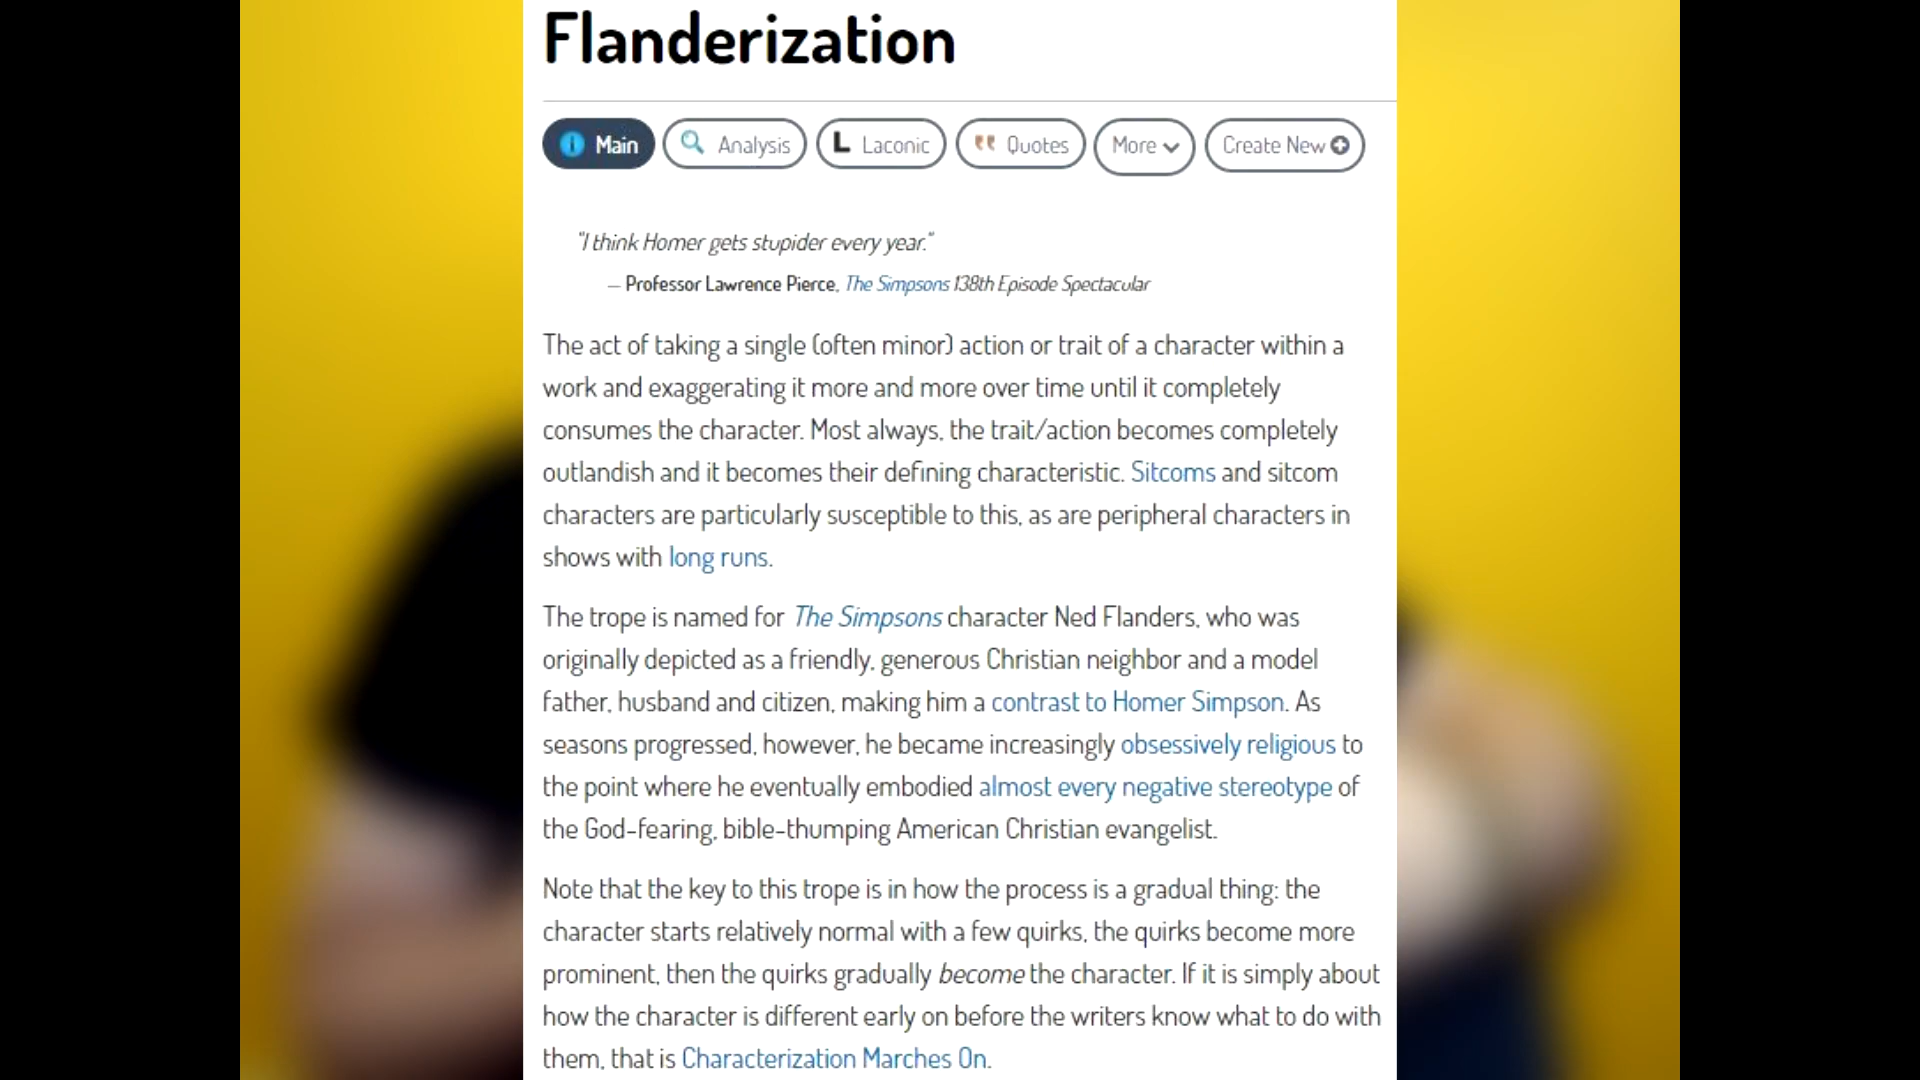 Flanderization
Main Analysis Laconic Quotes More Create New
"I think Homer gets stupider every year."
— Professor Lawrence Pierce, The Simpsons 138th Episode Spectacular
The act of taking a single (often minor) action or trait of a character within a
work and exaggerating it more and more over time until it completely
consumes the character. Most always, the trait/action becomes completely
outlandish and it becomes their defining characteristic. Sitcoms and sitcom
characters are particularly susceptible to this, as are peripheral characters in
shows with long runs.
The trope is named for The Simpsons character Ned Flanders, who was
originally depicted as a friendly, generous Christian neighbor and a model
father, husband and citizen, making him a contrast to Homer Simpson. As
seasons progressed, however, he became increasingly obsessively religious to
the point where he eventually embodied almost every negative stereotype of
the God-fearing, bible-thumping American Christian evangelist.
Note that the key to this trope is in how the process is a gradual thing: the
character starts relatively normal with a few quirks, the quirks become more
prominent, then the quirks gradually become the character. If it is simply about
how the character is different early on before the writers know what to do with
them, that is Characterization Marches On.